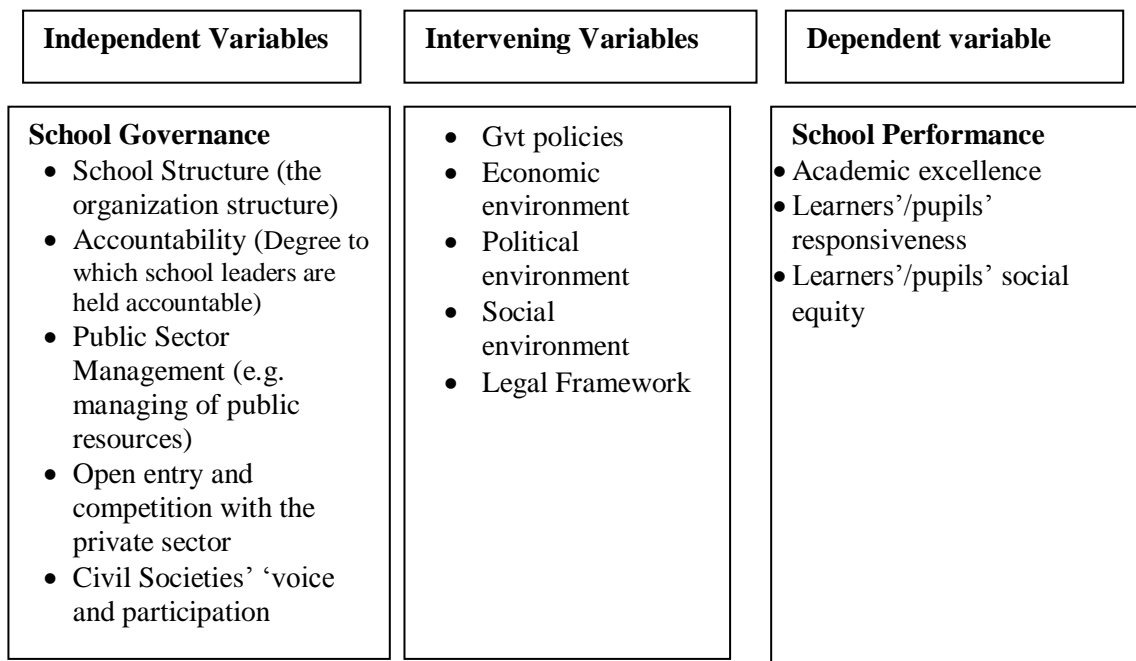 Independent Variables
Intervening Variables
Dependent variable
School Governance
• School Structure (the
organization structure)
• Accountability (Degree to
which school leaders are
held accountable)
• Public Sector
Management (e.g.
managing of public
resources)
• Open entry and
competition with the
private sector
• Civil Societies’ ‘voice
and participation
• Gvt policies
• Economic
environment
• Political
environment
• Social
environment
• Legal Framework
School Performance
• Academic excellence
• Learners’/pupils’
responsiveness
• Learners’/pupils’ social
equity